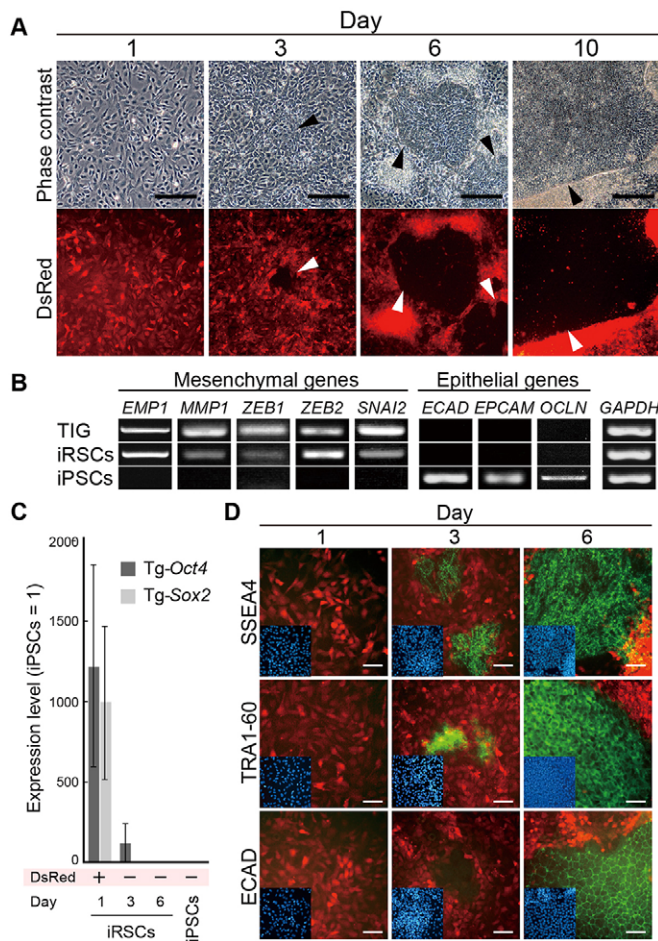 A
Day
1 3 6 10
Phase contrast
DsRed
B
Mesenchymal genes Epithelial genes
EMP1 MMP1 ZEB1 ZEB2 SNAI2 ECAD EPCAM OCLN GAPDH
TIG
iRSCs
iPSCs
C
Expression level (iPSCs = 1)
2000
1500
1000
500
0
Tg-Oct4
Tg-Sox2
DsRed + − − −
Day 1 3 6 iPSCs
iRSCs
D
Day
1 3 6
SSEA4
TRA1-60
ECAD